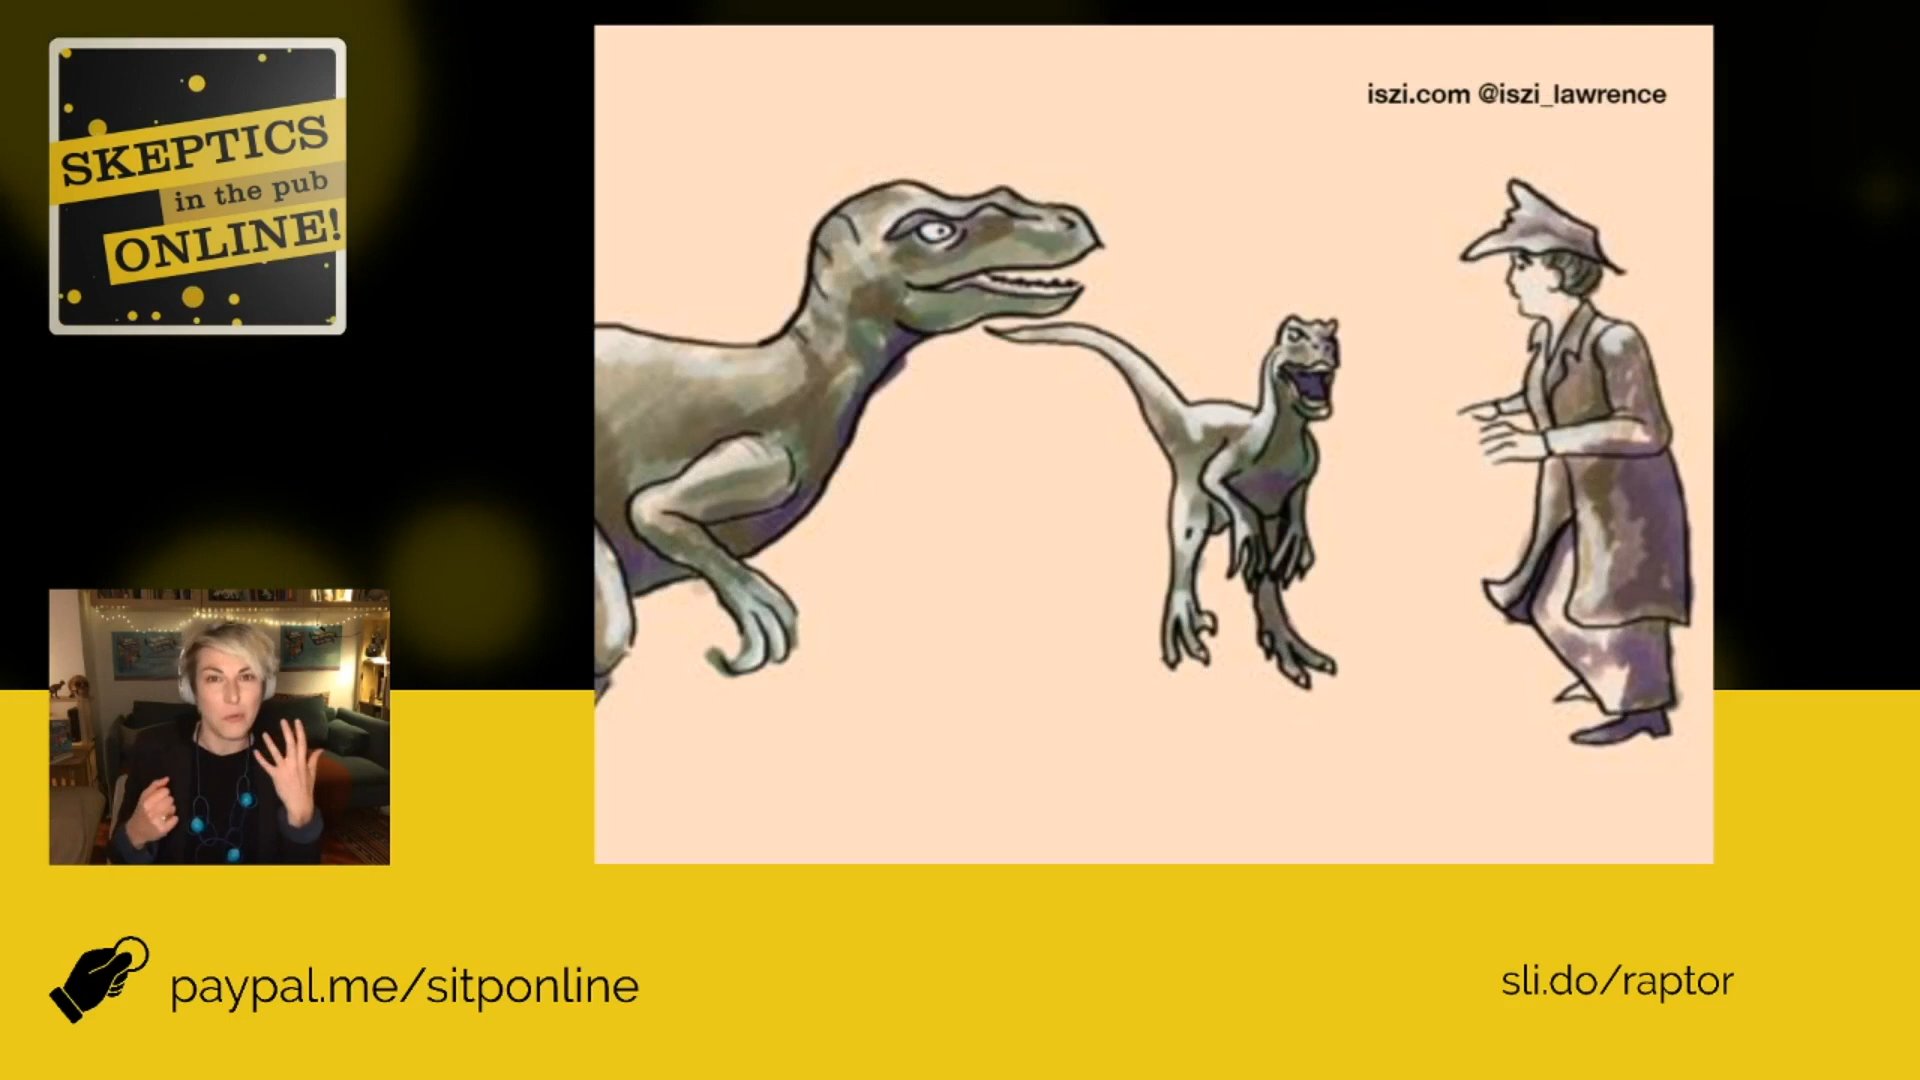 SKEPTICS
in the pub
ONLINE!
iszi.com @iszi_lawrence
paypal.me/sitponline
sli.do/raptor